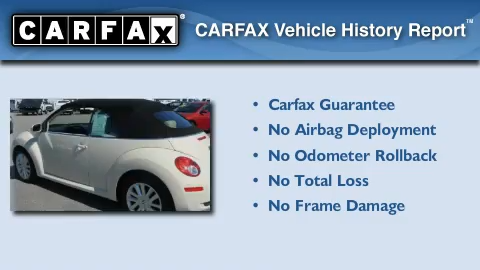 CARFAX® CARFAX Vehicle History Report™
• Carfax Guarantee
• No Airbag Deployment
• No Odometer Rollback
• No Total Loss
• No Frame Damage